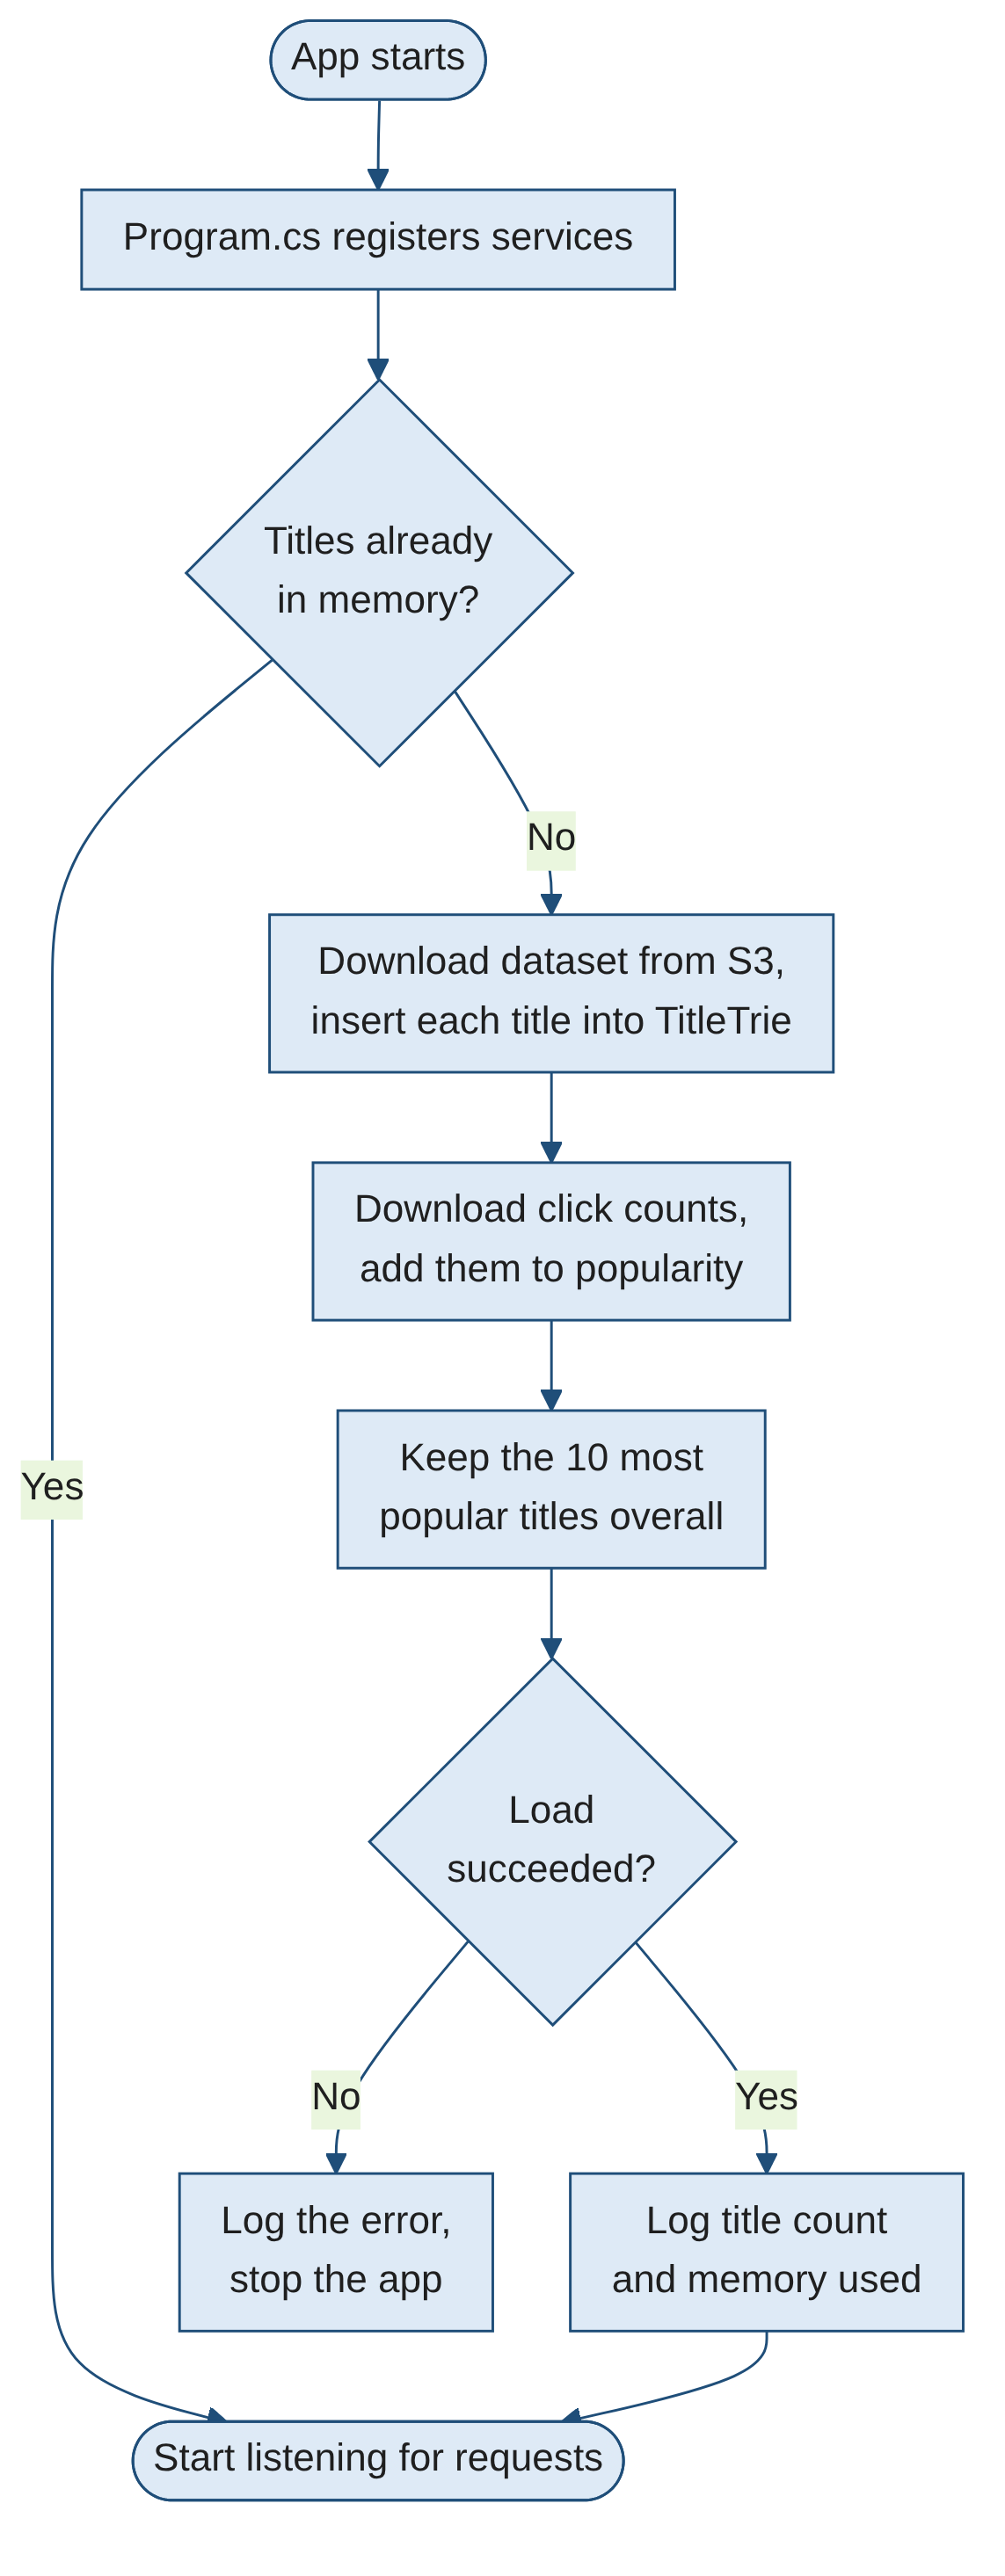 App starts
Program.cs registers services
Titles already
in memory?
No
Download dataset from S3,
insert each title into TitleTrie
Download click counts,
add them to popularity
Keep the 10 most
popular titles overall
Yes
Load
succeeded?
No
Yes
Log the error,
stop the app
Log title count
and memory used
Start listening for requests